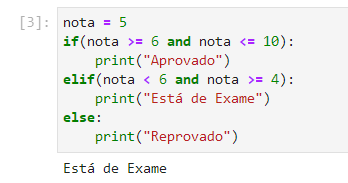 [3]: nota = 5
if(nota >= 6 and nota <= 10):
    print("Aprovado")
elif(nota < 6 and nota >= 4):
    print("Está de Exame")
else:
    print("Reprovado")
Está de Exame